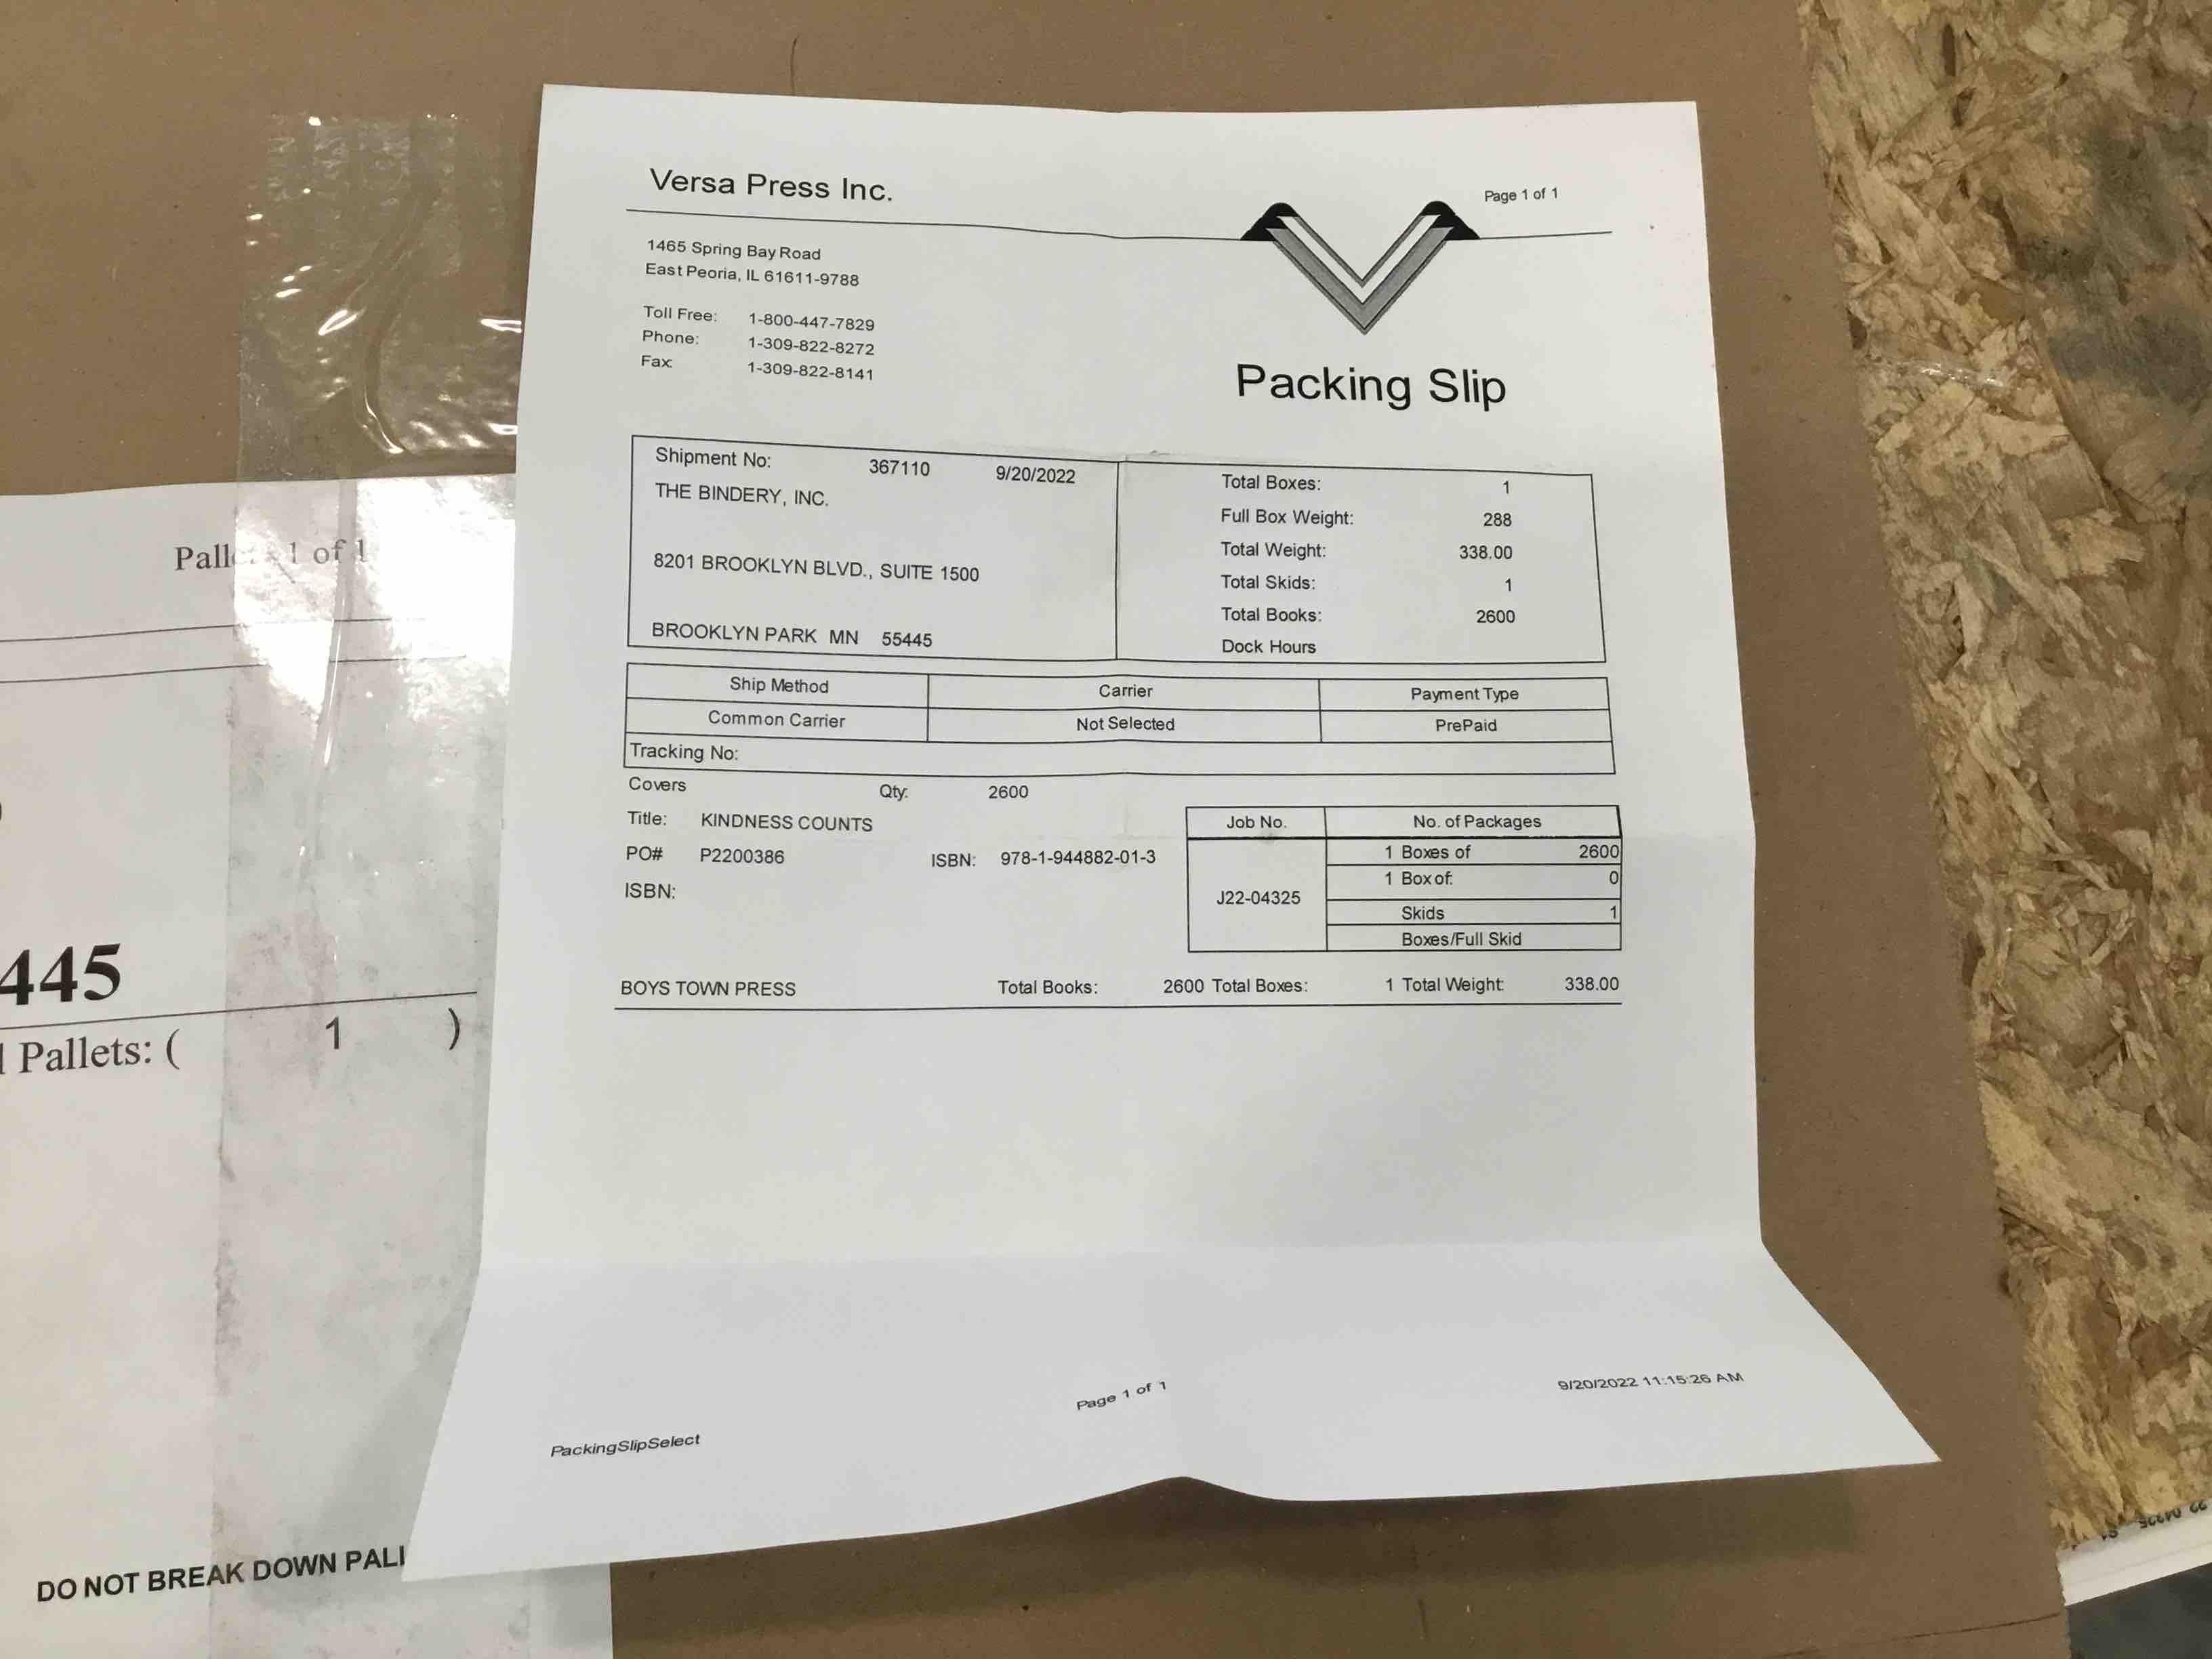 Versa Press Inc.
Page 1 of 1
1465 Spring Bay Road
East Peoria, IL 61611-9788
Toll Free: 1-800-447-7829
Phone: 1-309-822-8272
Fax: 1-309-822-8141
Packing Slip
Shipment No: 367110 9/20/2022
THE BINDERY, INC.
8201 BROOKLYN BLVD., SUITE 1500
BROOKLYN PARK MN 55445
Total Boxes: 1
Full Box Weight: 288
Total Weight: 338.00
Total Skids: 1
Total Books: 2600
Dock Hours
Ship Method Carrier Payment Type
Common Carrier Not Selected PrePaid
Tracking No:
Covers Qty: 2600
Title: KINDNESS COUNTS
PO# P2200386 ISBN: 978-1-944882-01-3
ISBN:
Job No. No. of Packages
J22-04325
1 Boxes of 2600
1 Box of: 0
Skids 1
Boxes/Full Skid
BOYS TOWN PRESS Total Books: 2600 Total Boxes: 1 Total Weight: 338.00
PackingSlipSelect
Page 1 of 1
9/20/2022 11:15:26 AM
1 of 1
445
Pallets: ( 1 )
DO NOT BREAK DOWN